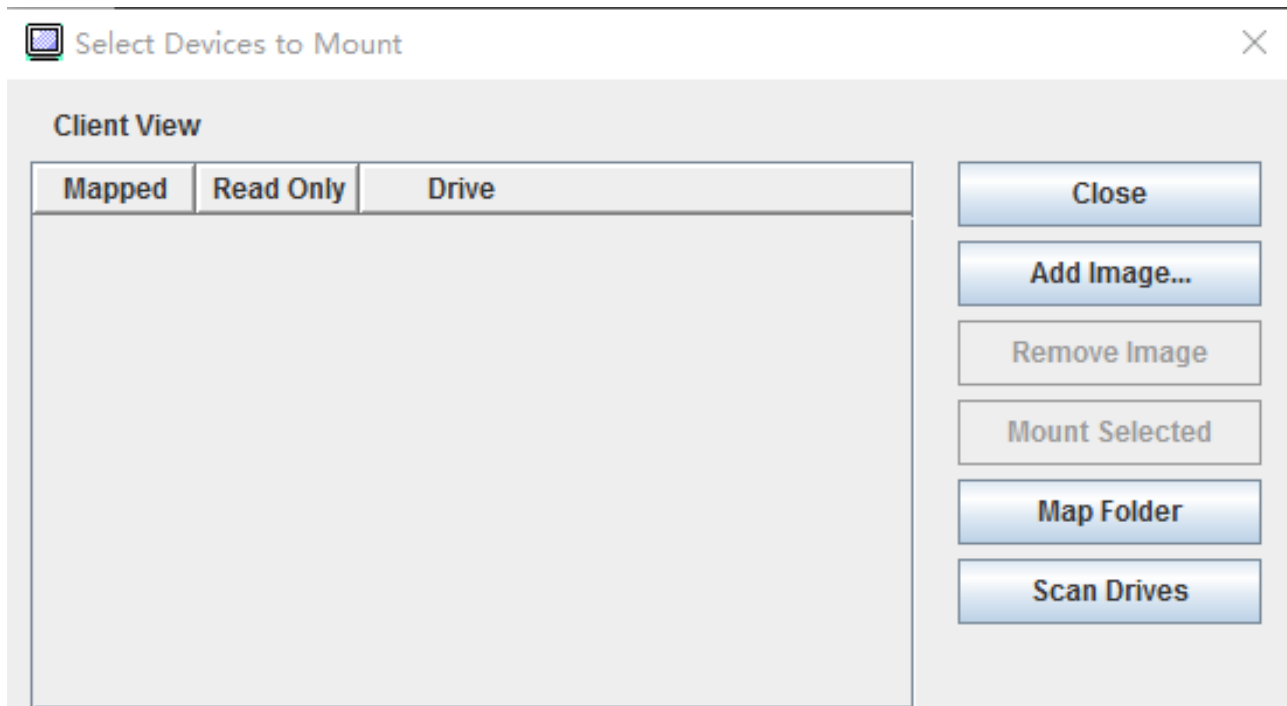 Select Devices to Mount
Client View
Mapped Read Only Drive
Close
Add Image...
Remove Image
Mount Selected
Map Folder
Scan Drives